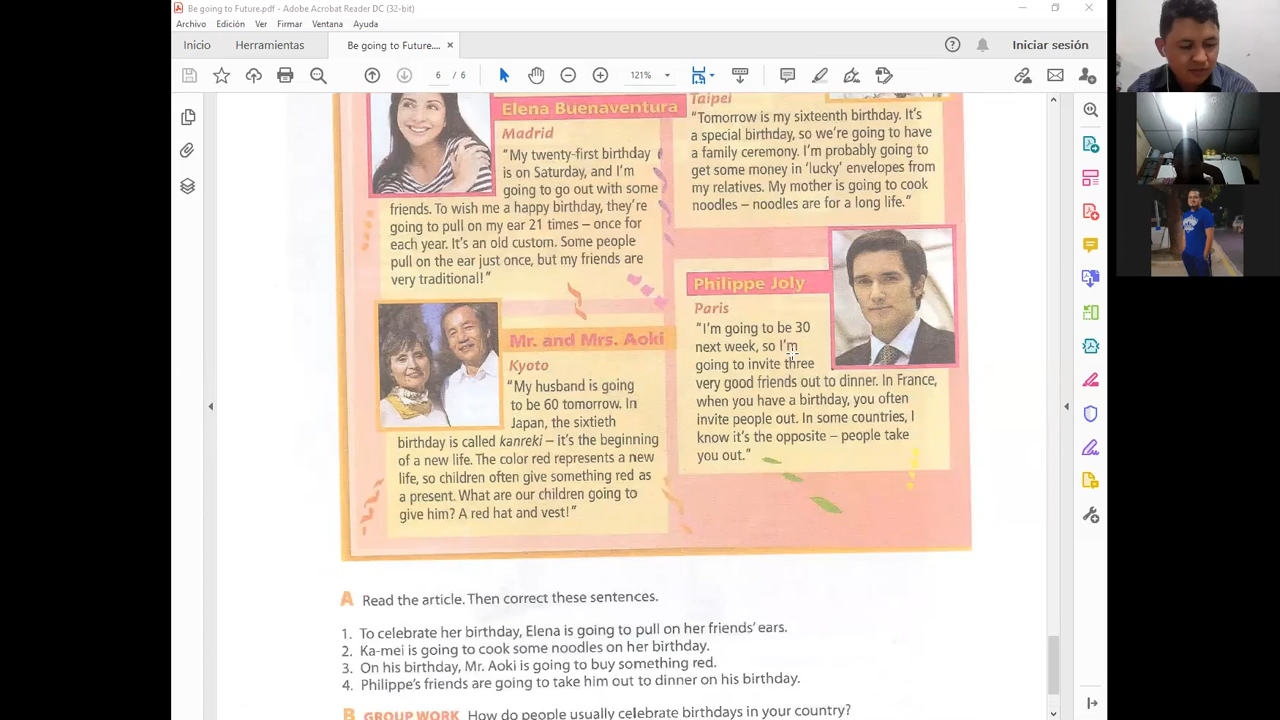 Be going to Future.pdf - Adobe Acrobat Reader DC (32-bit)
Archivo Edición Ver Firmar Ventana Ayuda
Inicio Herramientas Be going to Future.... × Iniciar sesión
6 / 6 121%
Elena Buenaventura
Madrid
"My twenty-first birthday
is on Saturday, and I'm
going to go out with some
friends. To wish me a happy birthday, they're
going to pull on my ear 21 times – once for
each year. It's an old custom. Some people
pull on the ear just once, but my friends are
very traditional!"
Mr. and Mrs. Aoki
Kyoto
"My husband is going
to be 60 tomorrow. In
Japan, the sixtieth
birthday is called kanreki – it's the beginning
of a new life. The color red represents a new
life, so children often give something red as
a present. What are our children going to
give him? A red hat and vest!"
Taipei
"Tomorrow is my sixteenth birthday. It's
a special birthday, so we're going to have
a family ceremony. I'm probably going to
get some money in 'lucky' envelopes from
my relatives. My mother is going to cook
noodles – noodles are for a long life."
Philippe Joly
Paris
"I'm going to be 30
next week, so I'm
going to invite three
very good friends out to dinner. In France,
when you have a birthday, you often
invite people out. In some countries, I
know it's the opposite – people take
you out."
A Read the article. Then correct these sentences.
1. To celebrate her birthday, Elena is going to pull on her friends' ears.
2. Ka-mei is going to cook some noodles on her birthday.
3. On his birthday, Mr. Aoki is going to buy something red.
4. Philippe's friends are going to take him out to dinner on his birthday.
B GROUP WORK How do people usually celebrate birthdays in your country?